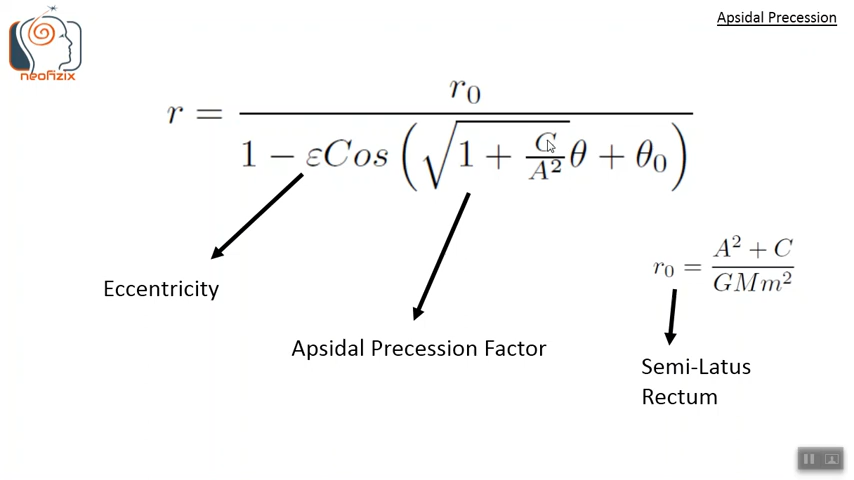 Apsidal Precession
neofizix
r = r₀ / (1 − εCos(√(1 + C/A²)θ + θ₀))
r₀ = (A² + C) / (GMm²)
Eccentricity
Apsidal Precession Factor
Semi-Latus
Rectum